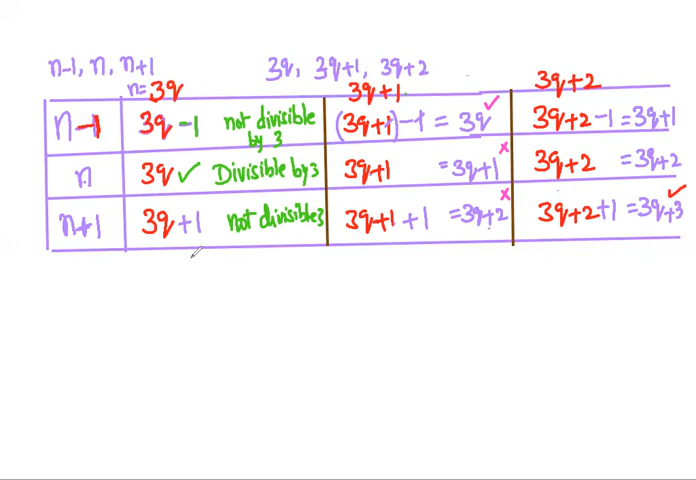 n-1, n, n+1 3q, 3q+1, 3q+2
n= 3q 3q+1 3q+2
n-1 3q-1 not divisible by 3 (3q+1)-1 = 3q ✓ 3q+2-1 = 3q+1
n 3q ✓ Divisible by 3 3q+1 = 3q+1 × 3q+2 = 3q+2
n+1 3q+1 not divisible 3 3q+1+1 = 3q+2 × 3q+2+1 = 3q+3 ✓